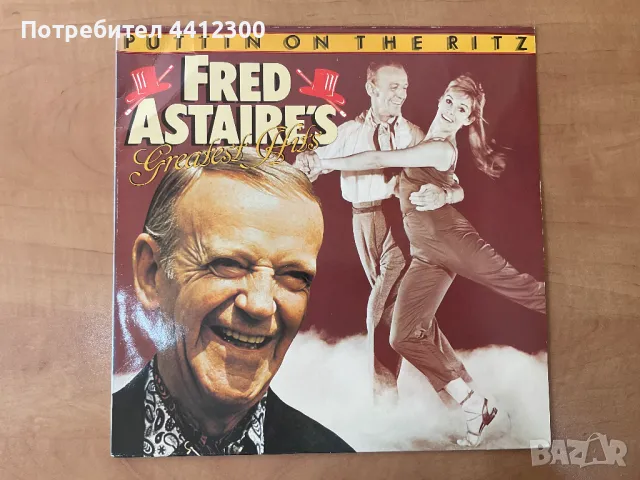 Потребител 4412300
PUTTIN ON THE RITZ
FRED
ASTAIRE'S
Greatest Hits
BAZAR